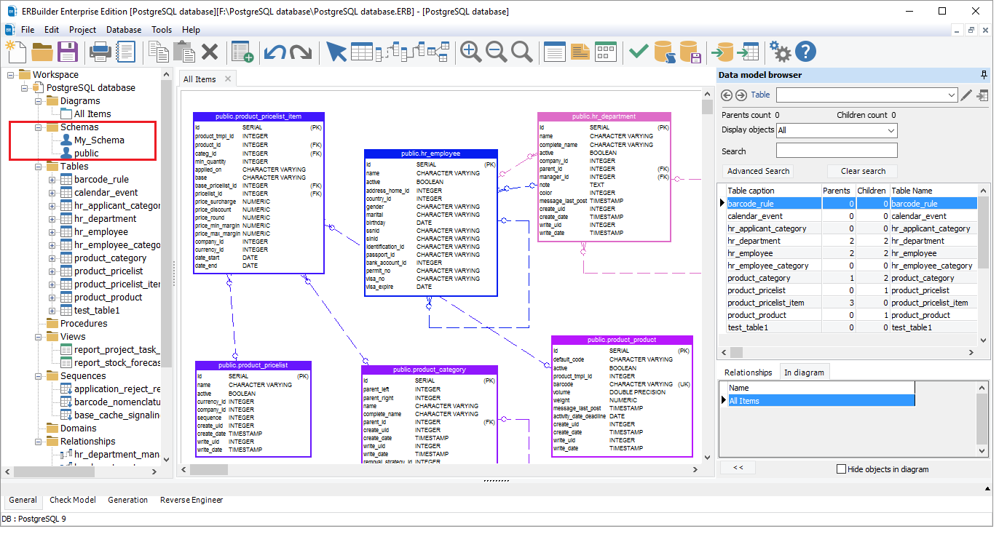 ERBuilder Enterprise Edition [PostgreSQL database][F:\PostgreSQL database\PostgreSQL database.ERB] - [PostgreSQL database]
File Edit Project Database Tools Help
Workspace
PostgreSQL database
Diagrams
All Items
Schemas
My_Schema
public
Tables
barcode_rule
calendar_event
hr_applicant_categor
hr_department
hr_employee
hr_employee_catego
product_category
product_pricelist
product_pricelist_iter
product_product
test_table1
Procedures
Views
report_project_task_
report_stock_forecas
Sequences
application_reject_re
barcode_nomenclatu
base_cache_signalin
Domains
Relationships
hr_department_man
All Items
public.product_pricelist_item
id SERIAL (PK)
product_tmpl_id INTEGER
product_id INTEGER (FK)
categ_id INTEGER (FK)
min_quantity INTEGER
applied_on CHARACTER VARYING
base CHARACTER VARYING
base_pricelist_id INTEGER (FK)
pricelist_id INTEGER (FK)
price_surcharge NUMERIC
price_discount NUMERIC
price_round NUMERIC
price_min_margin NUMERIC
price_max_margin NUMERIC
company_id INTEGER
currency_id INTEGER
date_start DATE
date_end DATE
public.hr_employee
id SERIAL (PK)
name CHARACTER VARYING
active BOOLEAN
address_home_id INTEGER
country_id INTEGER
gender CHARACTER VARYING
marital CHARACTER VARYING
birthday DATE
ssnid CHARACTER VARYING
sinid CHARACTER VARYING
identification_id CHARACTER VARYING
passport_id CHARACTER VARYING
bank_account_id INTEGER
permit_no CHARACTER VARYING
visa_no CHARACTER VARYING
visa_expire DATE
public.hr_department
id SERIAL (PK)
name CHARACTER VARYING
complete_name CHARACTER VARYING
active BOOLEAN
company_id INTEGER
parent_id INTEGER (FK)
manager_id INTEGER (FK)
note TEXT
color INTEGER
message_last_post TIMESTAMP
create_uid INTEGER
create_date TIMESTAMP
write_uid INTEGER
write_date TIMESTAMP
public.product_pricelist
id SERIAL (PK)
name CHARACTER VARYING
active BOOLEAN
currency_id INTEGER
company_id INTEGER
sequence INTEGER
create_uid INTEGER
create_date TIMESTAMP
write_uid INTEGER
write_date TIMESTAMP
public.product_category
id SERIAL (PK)
parent_left INTEGER
parent_right INTEGER
name CHARACTER VARYING
complete_name CHARACTER VARYING
parent_id INTEGER (FK)
create_uid INTEGER
create_date TIMESTAMP
write_uid INTEGER
write_date TIMESTAMP
removal_strategy_id INTEGER
public.product_product
id SERIAL (PK)
default_code CHARACTER VARYING
active BOOLEAN
product_tmpl_id INTEGER
barcode CHARACTER VARYING (UK)
volume DOUBLE PRECISION
weight NUMERIC
message_last_post TIMESTAMP
activity_date_deadline DATE
create_uid INTEGER
create_date TIMESTAMP
write_uid INTEGER
write_date TIMESTAMP
Data model browser
Table
Parents count 0 Children count 0
Display objects All
Search
Advanced Search Clear search
Table caption Parents Children Table Name
barcode_rule 0 0 barcode_rule
calendar_event 0 0 calendar_event
hr_applicant_category 0 0 hr_applicant_category
hr_department 2 2 hr_department
hr_employee 2 2 hr_employee
hr_employee_category 0 0 hr_employee_category
product_category 1 2 product_category
product_pricelist 0 1 product_pricelist
product_pricelist_item 3 0 product_pricelist_item
product_product 0 1 product_product
test_table1 0 0 test_table1
Relationships In diagram
Name
All Items
<< Hide objects in diagram
General Check Model Generation Reverse Engineer
DB : PostgreSQL 9